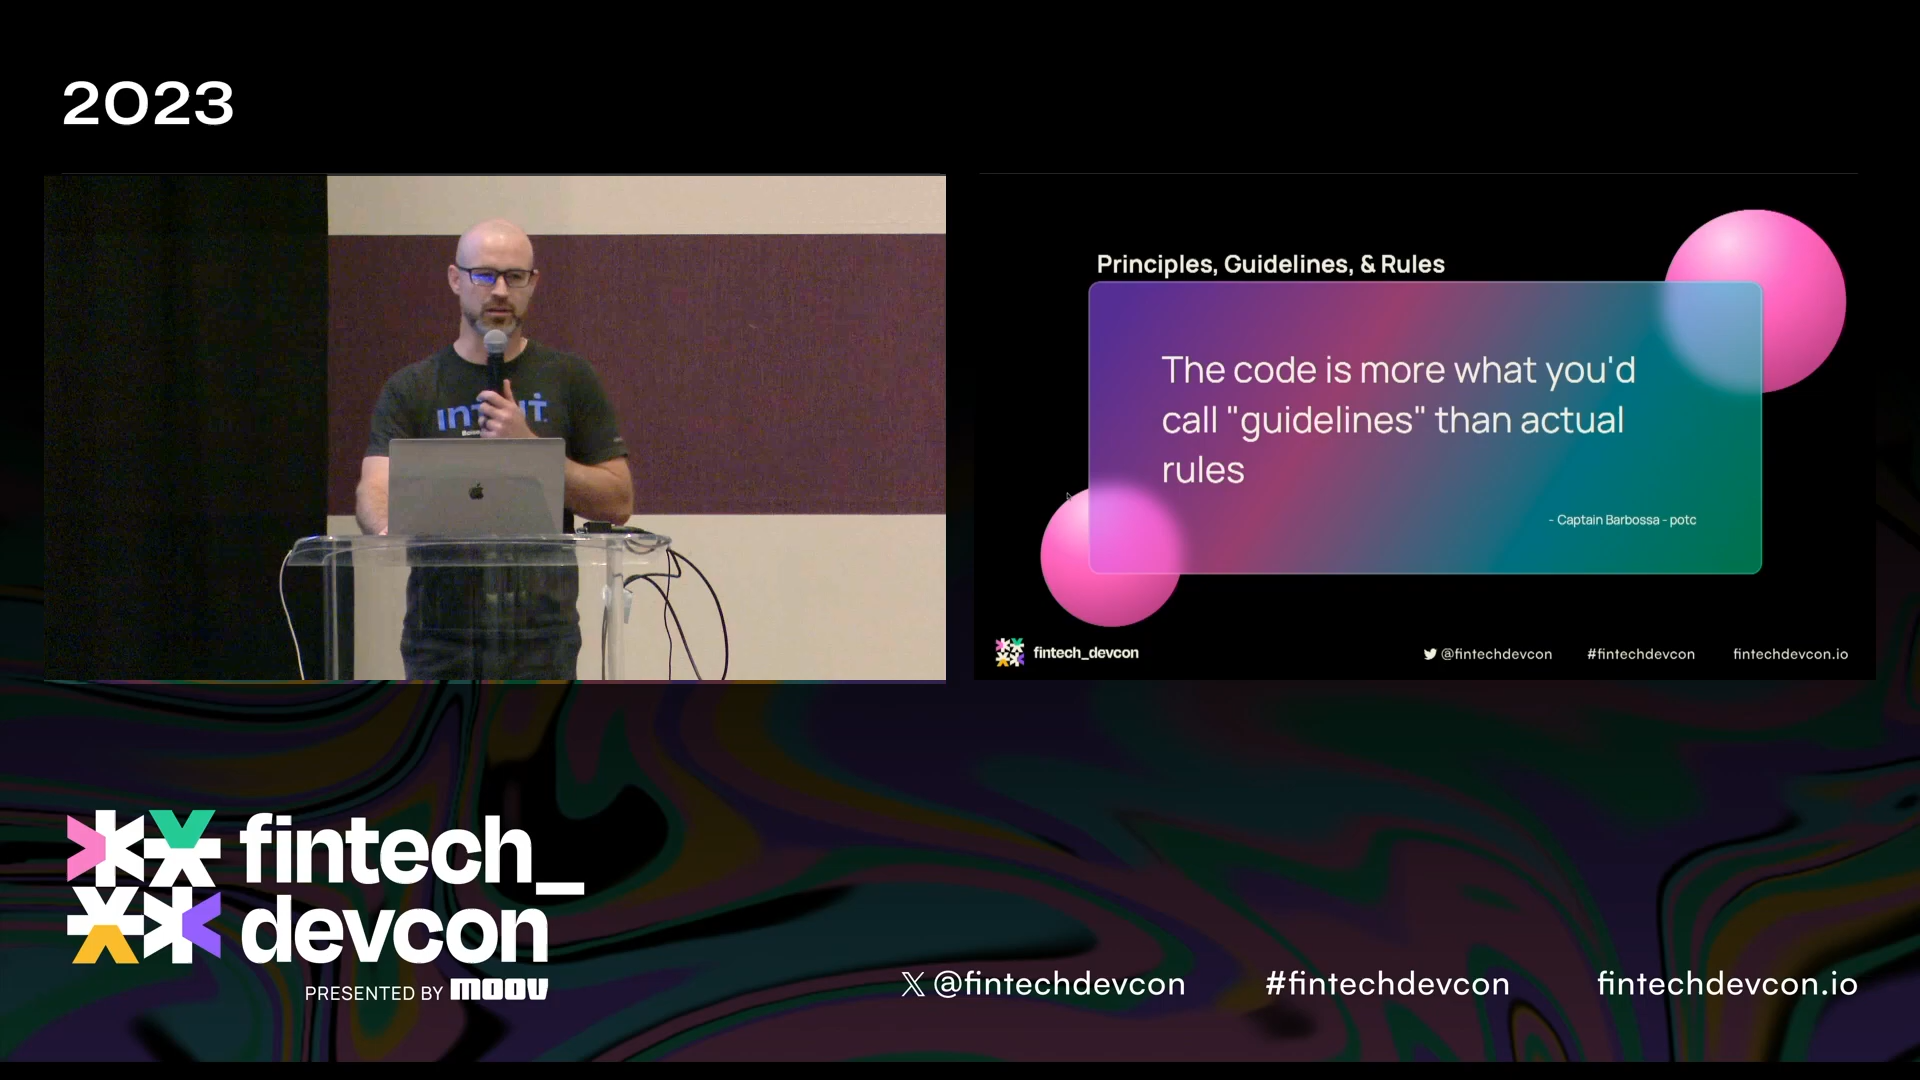 2023
INTUIT
Principles, Guidelines, & Rules
The code is more what you'd
call "guidelines" than actual
rules
- Captain Barbossa - potc
fintech_devcon
@fintechdevcon
#fintechdevcon
fintechdevcon.io
fintech_
devcon
PRESENTED BY moov
@fintechdevcon
#fintechdevcon
fintechdevcon.io